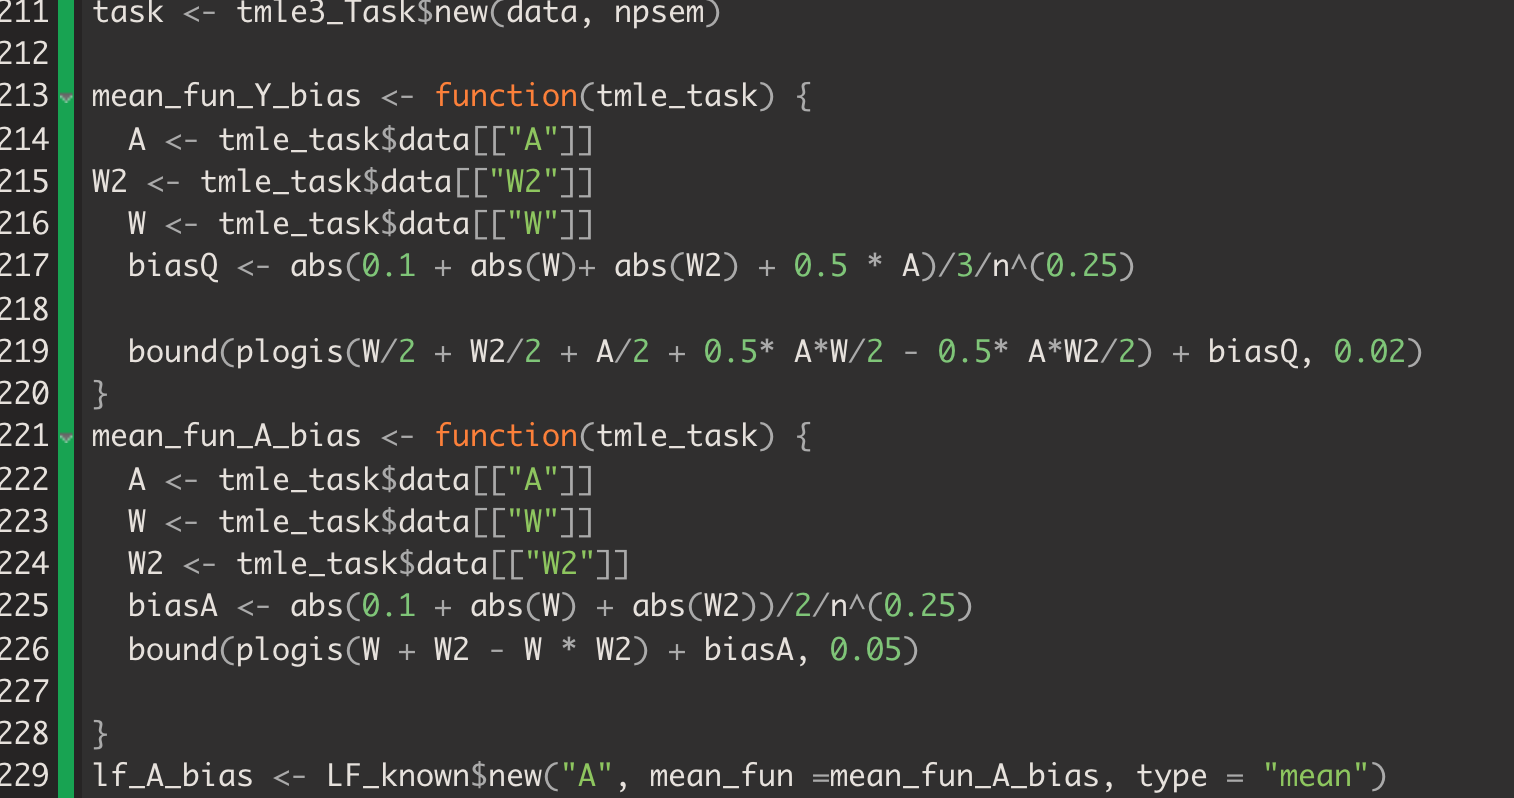 211 task <- tmle3_Task$new(data, npsem)
212
213 mean_fun_Y_bias <- function(tmle_task) {
214   A <- tmle_task$data[["A"]]
215 W2 <- tmle_task$data[["W2"]]
216   W <- tmle_task$data[["W"]]
217   biasQ <- abs(0.1 + abs(W)+ abs(W2) + 0.5 * A)/3/n^(0.25)
218
219   bound(plogis(W/2 + W2/2 + A/2 + 0.5* A*W/2 - 0.5* A*W2/2) + biasQ, 0.02)
220 }
221 mean_fun_A_bias <- function(tmle_task) {
222   A <- tmle_task$data[["A"]]
223   W <- tmle_task$data[["W"]]
224   W2 <- tmle_task$data[["W2"]]
225   biasA <- abs(0.1 + abs(W) + abs(W2))/2/n^(0.25)
226   bound(plogis(W + W2 - W * W2) + biasA, 0.05)
227
228 }
229 lf_A_bias <- LF_known$new("A", mean_fun =mean_fun_A_bias, type = "mean")